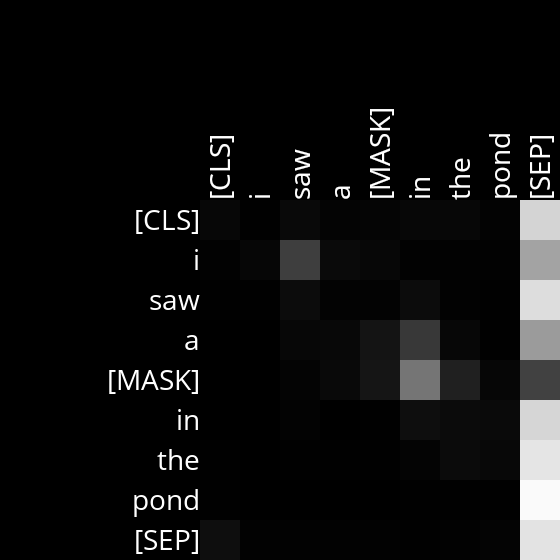 [CLS] i saw a [MASK] in the pond [SEP]
[CLS]
i
saw
a
[MASK]
in
the
pond
[SEP]